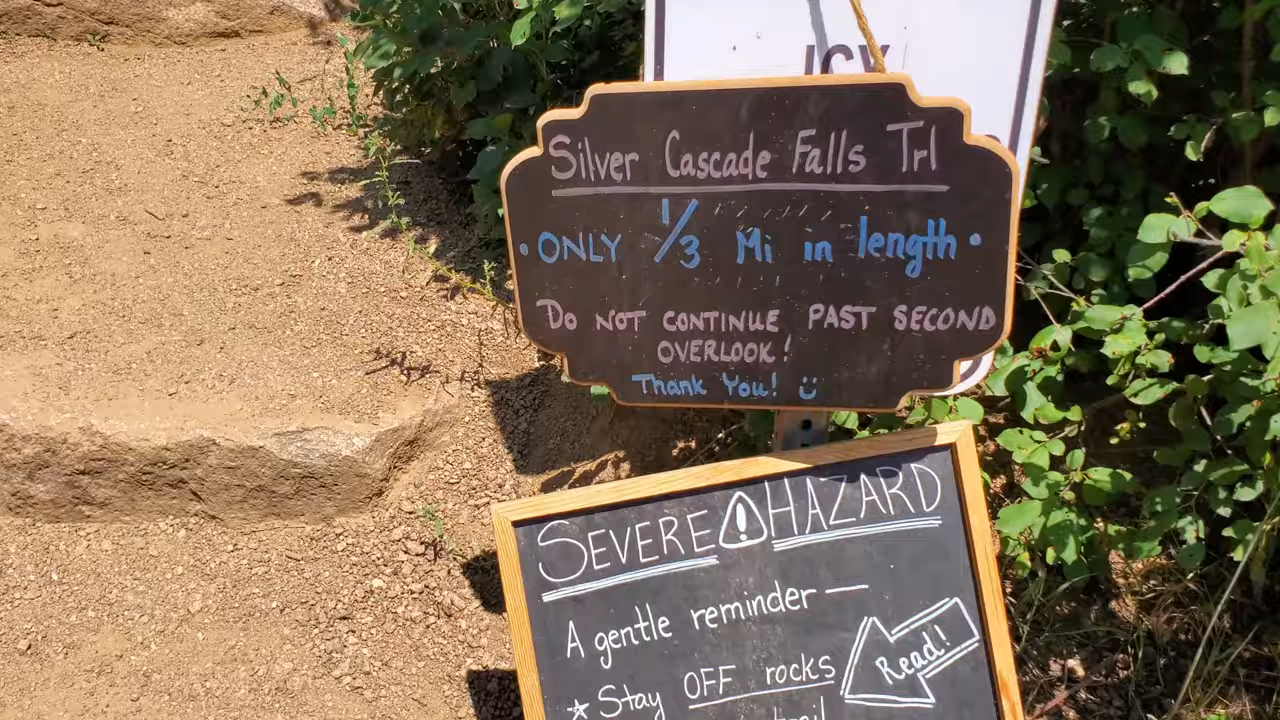 ICY
Silver Cascade Falls Trl
• ONLY 1/3 Mi in length •
DO NOT CONTINUE PAST SECOND
OVERLOOK!
Thank You! ☺
SEVERE ⚠ HAZARD
A gentle reminder —
Read!
★ Stay OFF rocks
trail